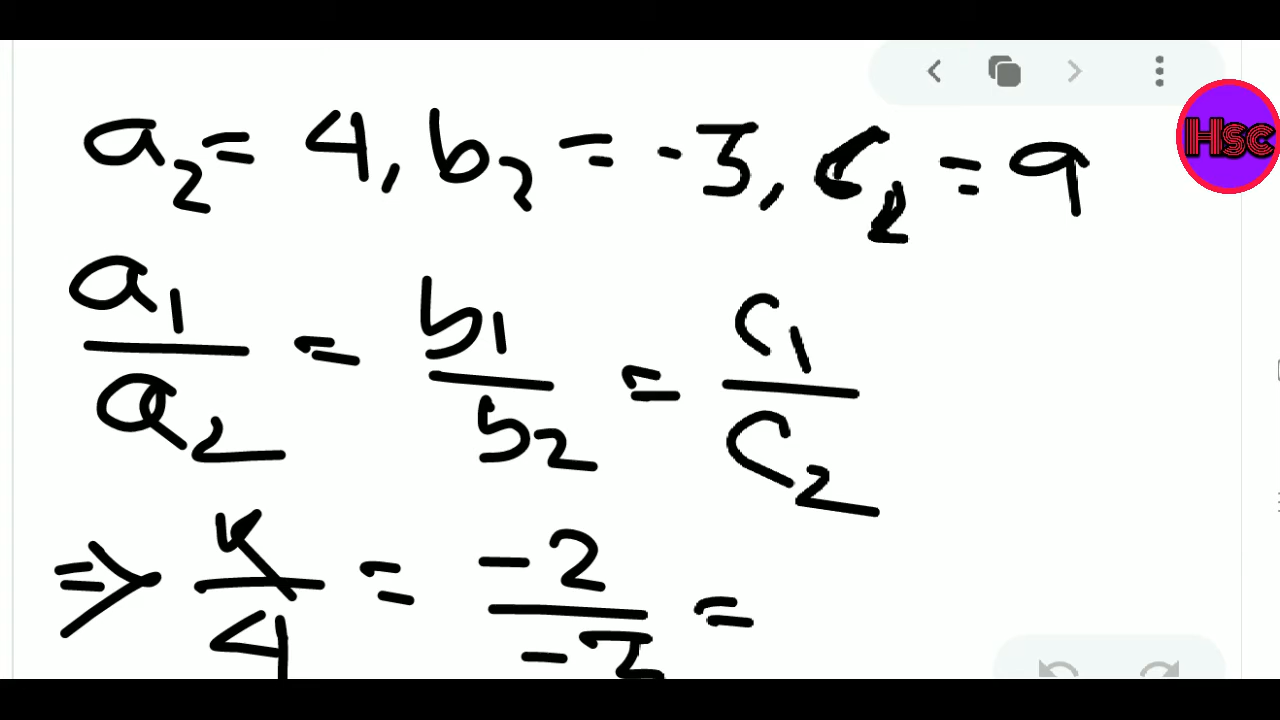 a₂ = 4, b₂ = -3, c₂ = 9
Hsc
a₁/a₂ = b₁/b₂ = c₁/c₂
⇒ K/4 = -2/-3 =